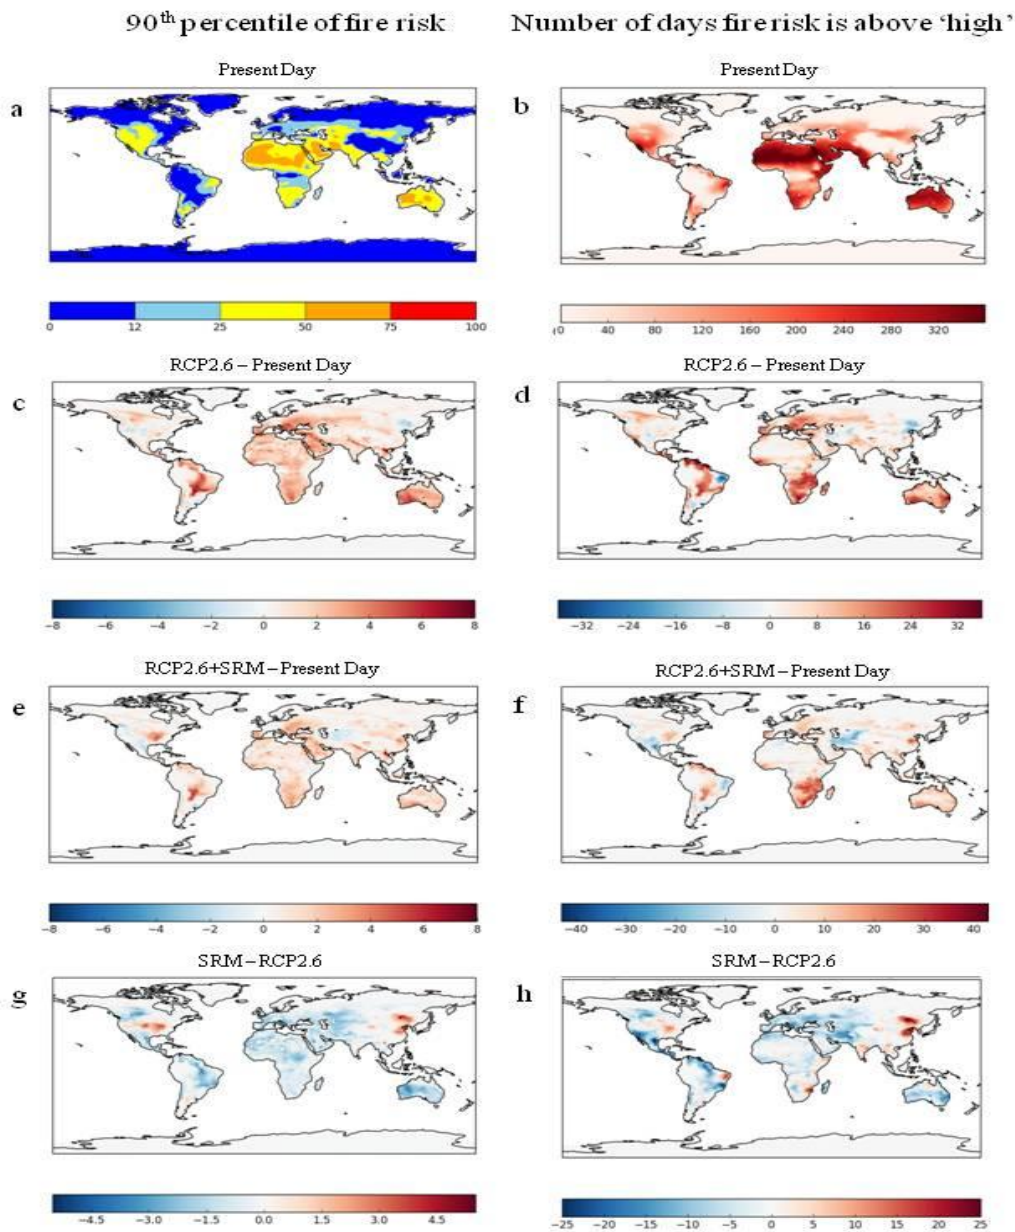 90th percentile of fire risk
Number of days fire risk is above ‘high’
Present Day
Present Day
a
b
0 12 25 50 75 100
0 40 80 120 160 200 240 280 320
RCP2.6 – Present Day
RCP2.6 – Present Day
c
d
−8 −6 −4 −2 0 2 4 6 8
−32 −24 −16 −8 0 8 16 24 32
RCP2.6+SRM – Present Day
RCP2.6+SRM – Present Day
e
f
−8 −6 −4 −2 0 2 4 6 8
−40 −30 −20 −10 0 10 20 30 40
SRM – RCP2.6
SRM – RCP2.6
g
h
−4.5 −3.0 −1.5 0.0 1.5 3.0 4.5
−25 −20 −15 −10 −5 0 5 10 15 20 25